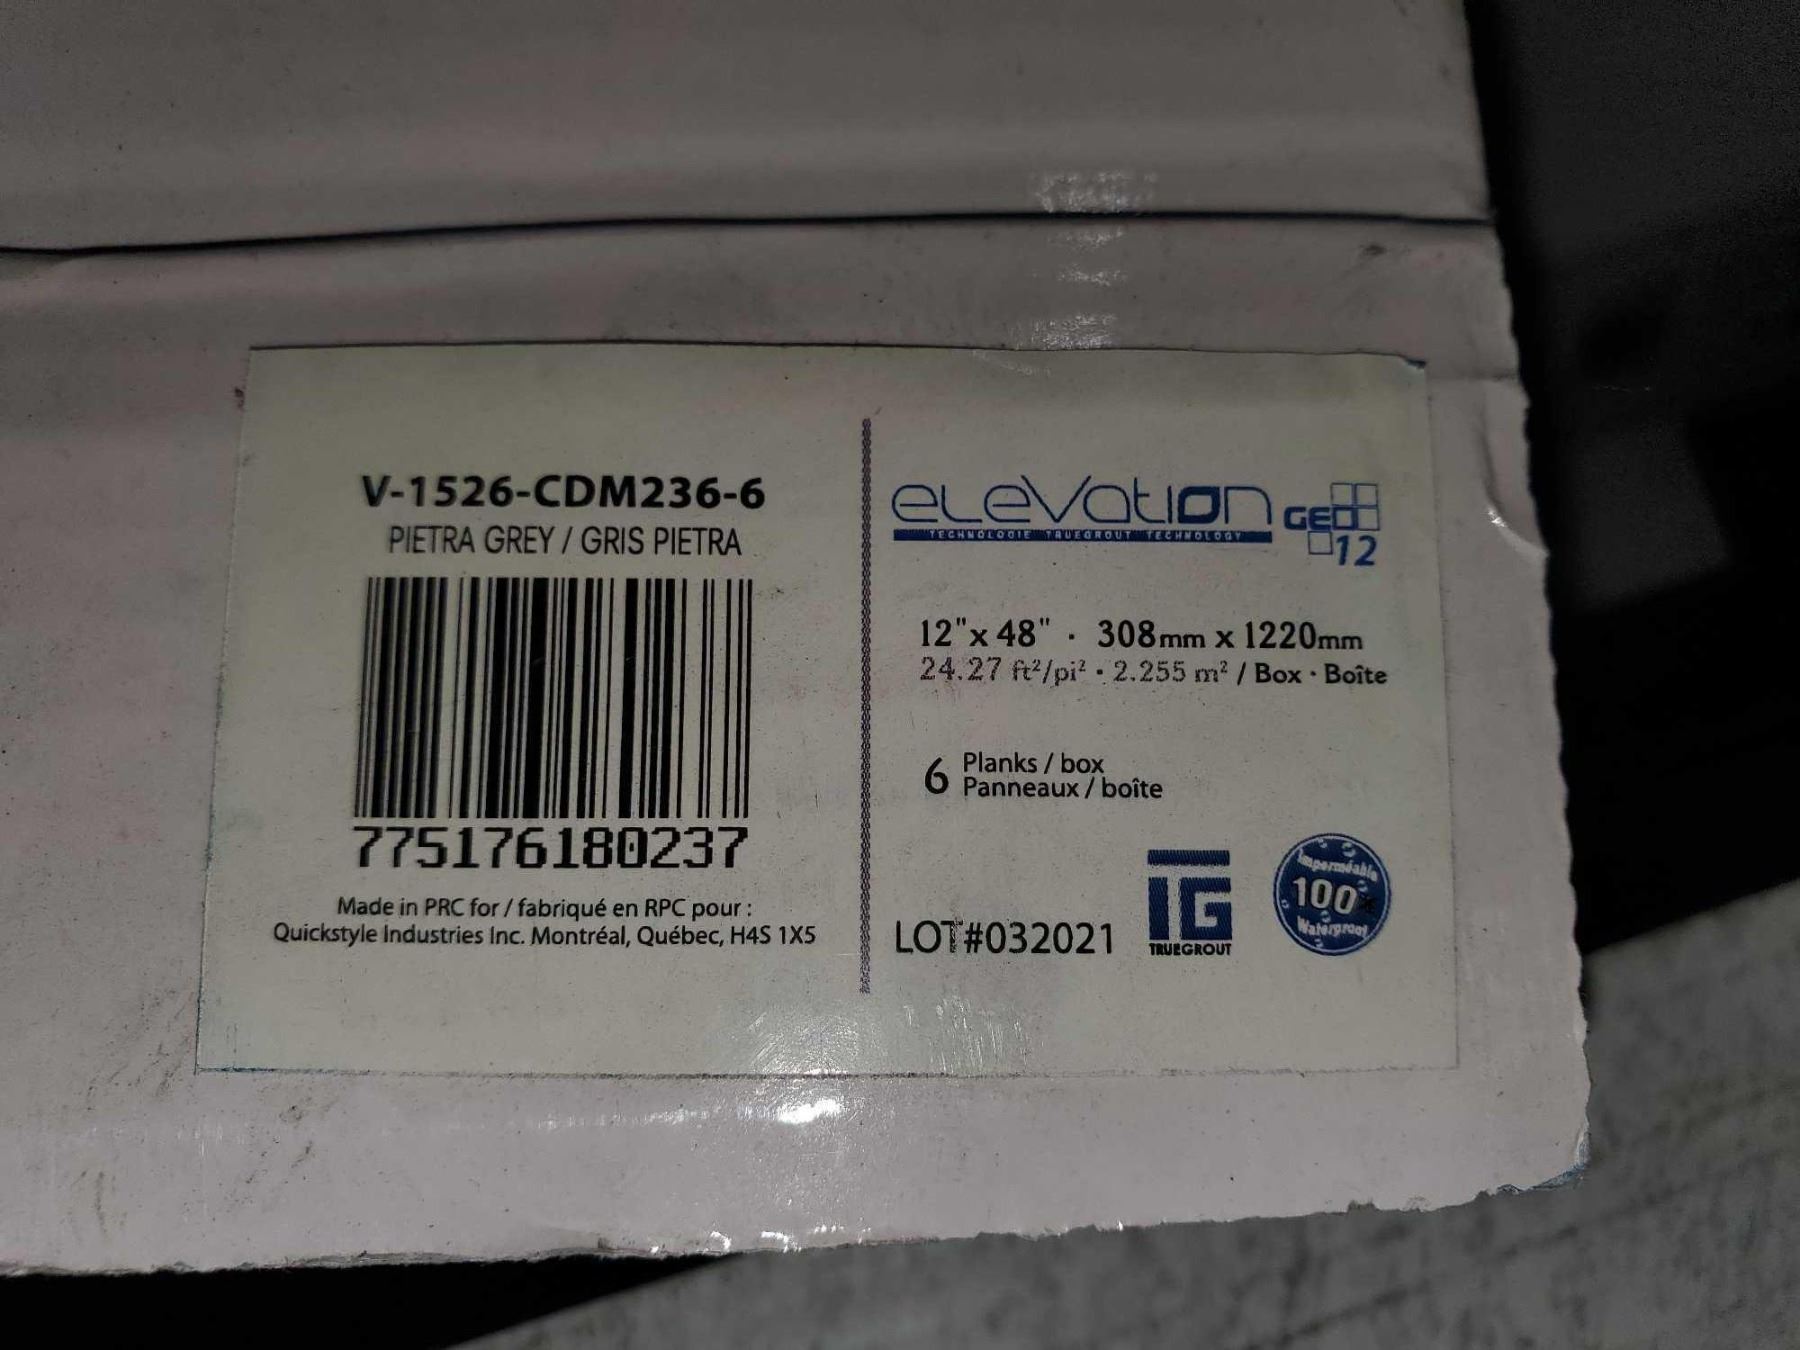 V-1526-CDM236-6
PIETRA GREY / GRIS PIETRA
775176180237
Made in PRC for / fabriqué en RPC pour :
Quickstyle Industries Inc. Montréal, Québec, H4S 1X5
eLeVation GEO 12
TECHNOLOGIE TRUEGROUT TECHNOLOGY
12"x 48" · 308mm x 1220mm
24.27 ft²/pi² · 2.255 m² / Box · Boîte
6 Planks / box
Panneaux / boîte
LOT#032021
TG
TRUEGROUT
Imperméable
100%
Waterproof